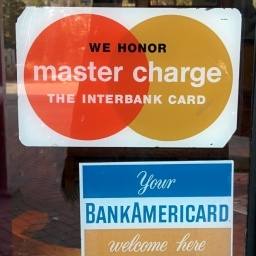 WE HONOR
master charge
THE INTERBANK CARD
Your
BANKAMERICARD
welcome here